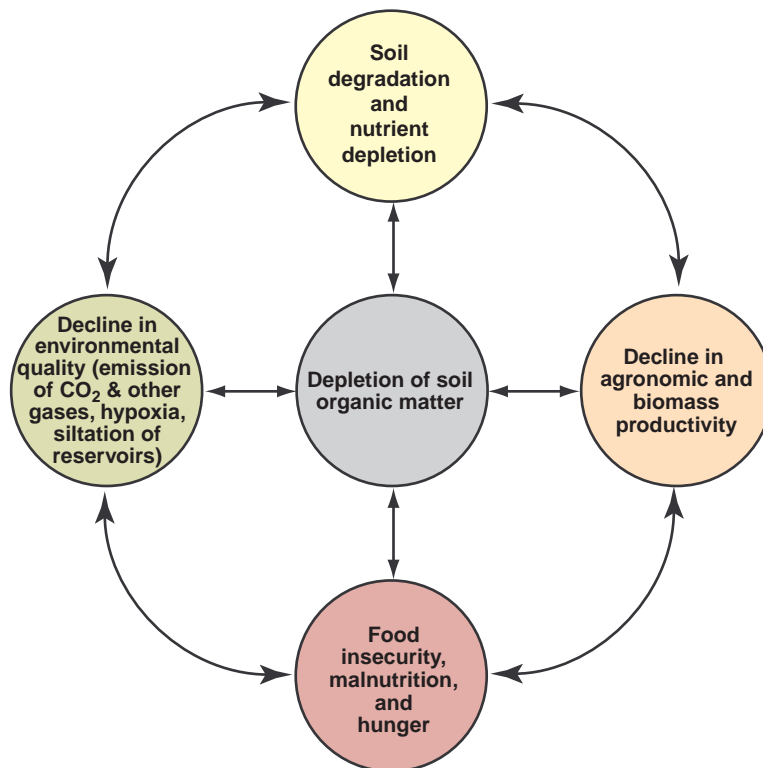 Soil
degradation
and
nutrient
depletion
Decline in
environmental
quality (emission
of CO₂ & other
gases, hypoxia,
siltation of
reservoirs)
Depletion of soil
organic matter
Decline in
agronomic and
biomass
productivity
Food
insecurity,
malnutrition,
and
hunger